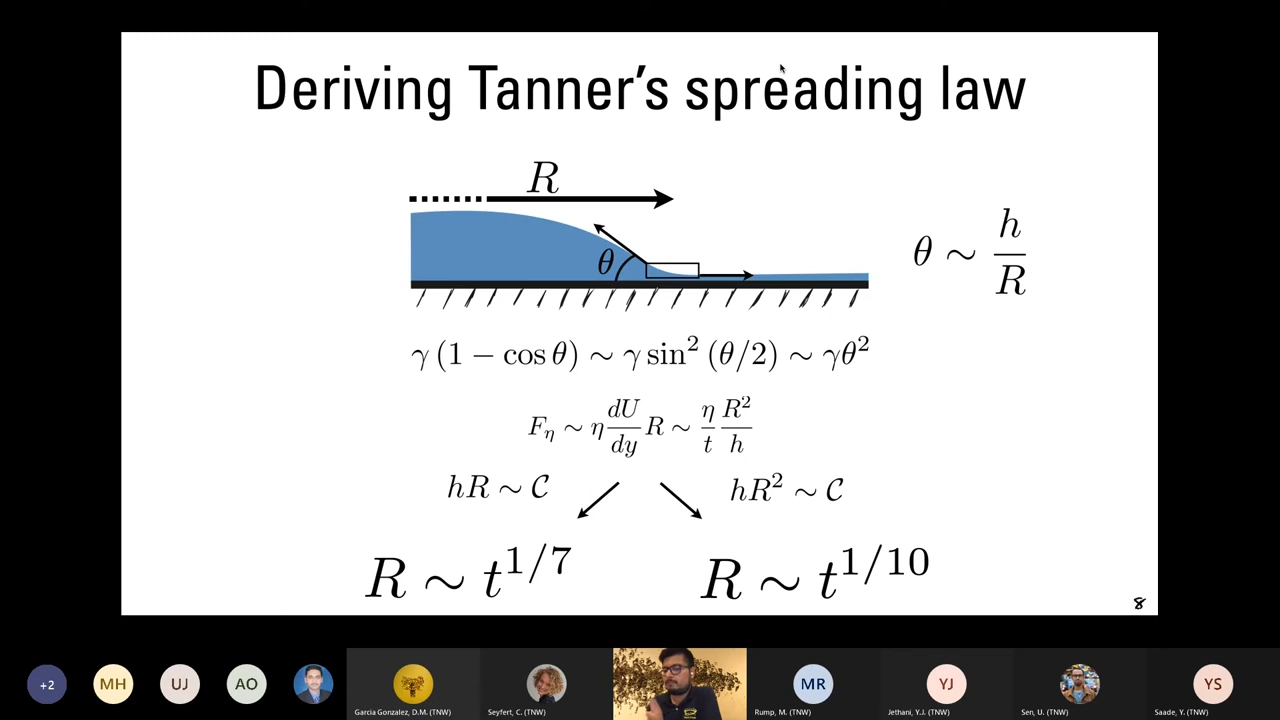 Deriving Tanner's spreading law
R
θ
θ ∼ h/R
γ (1 − cos θ) ∼ γ sin² (θ/2) ∼ γθ²
F_η ∼ η dU/dy R ∼ η/t R²/h
hR ∼ 𝒞
hR² ∼ 𝒞
R ∼ t^{1/7}
R ∼ t^{1/10}
8
+2
MH
UJ
AO
MR
YJ
YS
Garcia Gonzalez, D.M. (TNW)
Seyfert, C. (TNW)
Rump, M. (TNW)
Jethani, Y.J. (TNW)
Sen, U. (TNW)
Saade, Y. (TNW)